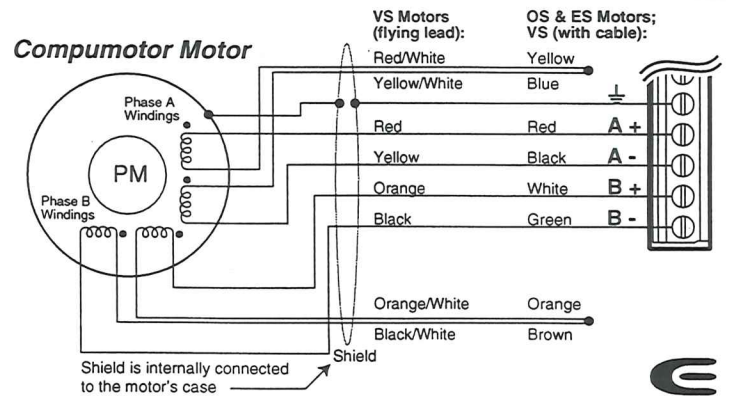 VS Motors
(flying lead):
OS & ES Motors;
VS (with cable):
Compumotor Motor
Red/White
Yellow
Yellow/White
Blue
Phase A
Windings
Red
Red
A +
PM
Yellow
Black
A -
Orange
White
B +
Phase B
Windings
Black
Green
B -
Orange/White
Orange
Black/White
Brown
Shield
Shield is internally connected
to the motor's case